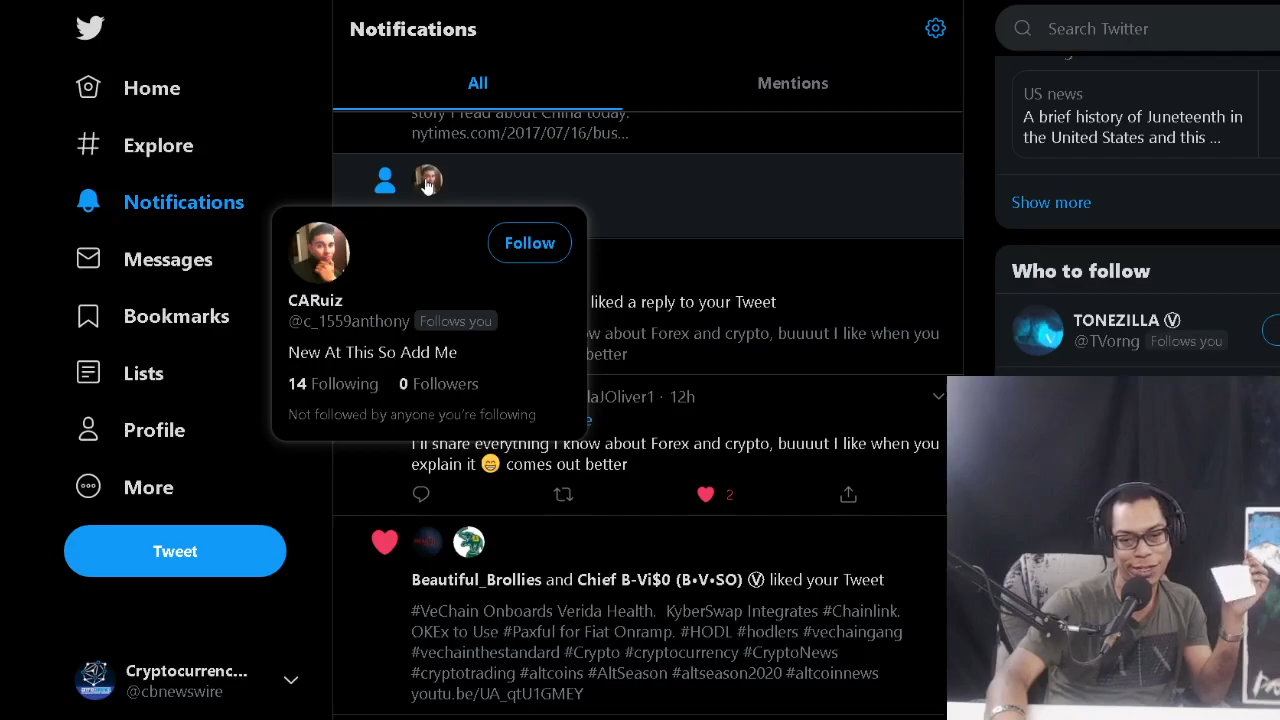 Home
Explore
Notifications
Messages
Bookmarks
Lists
Profile
More
Tweet
Cryptocurrenc...
@cbnewswire
Notifications
All
Mentions
story I read about China today.
nytimes.com/2017/07/16/bus...
Follow
CARuiz
@c_1559anthony Follows you
New At This So Add Me
14 Following 0 Followers
Not followed by anyone you're following
liked a reply to your Tweet
about Forex and crypto, buuuut I like when you
better
laJOliver1 · 12h
I'll share everything I know about Forex and crypto, buuuut I like when you
explain it 😁 comes out better
2
Beautiful_Brollies and Chief B-Vi$0 (B•V•SO) Ⓥ liked your Tweet
#VeChain Onboards Verida Health. KyberSwap Integrates #Chainlink.
OKEx to Use #Paxful for Fiat Onramp. #HODL #hodlers #vechaingang
#vechainthestandard #Crypto #cryptocurrency #CryptoNews
#cryptotrading #altcoins #AltSeason #altseason2020 #altcoinnews
youtu.be/UA_qtU1GMEY
Search Twitter
US news
A brief history of Juneteenth in
the United States and this ...
Show more
Who to follow
TONEZILLA Ⓥ
@TVorng Follows you